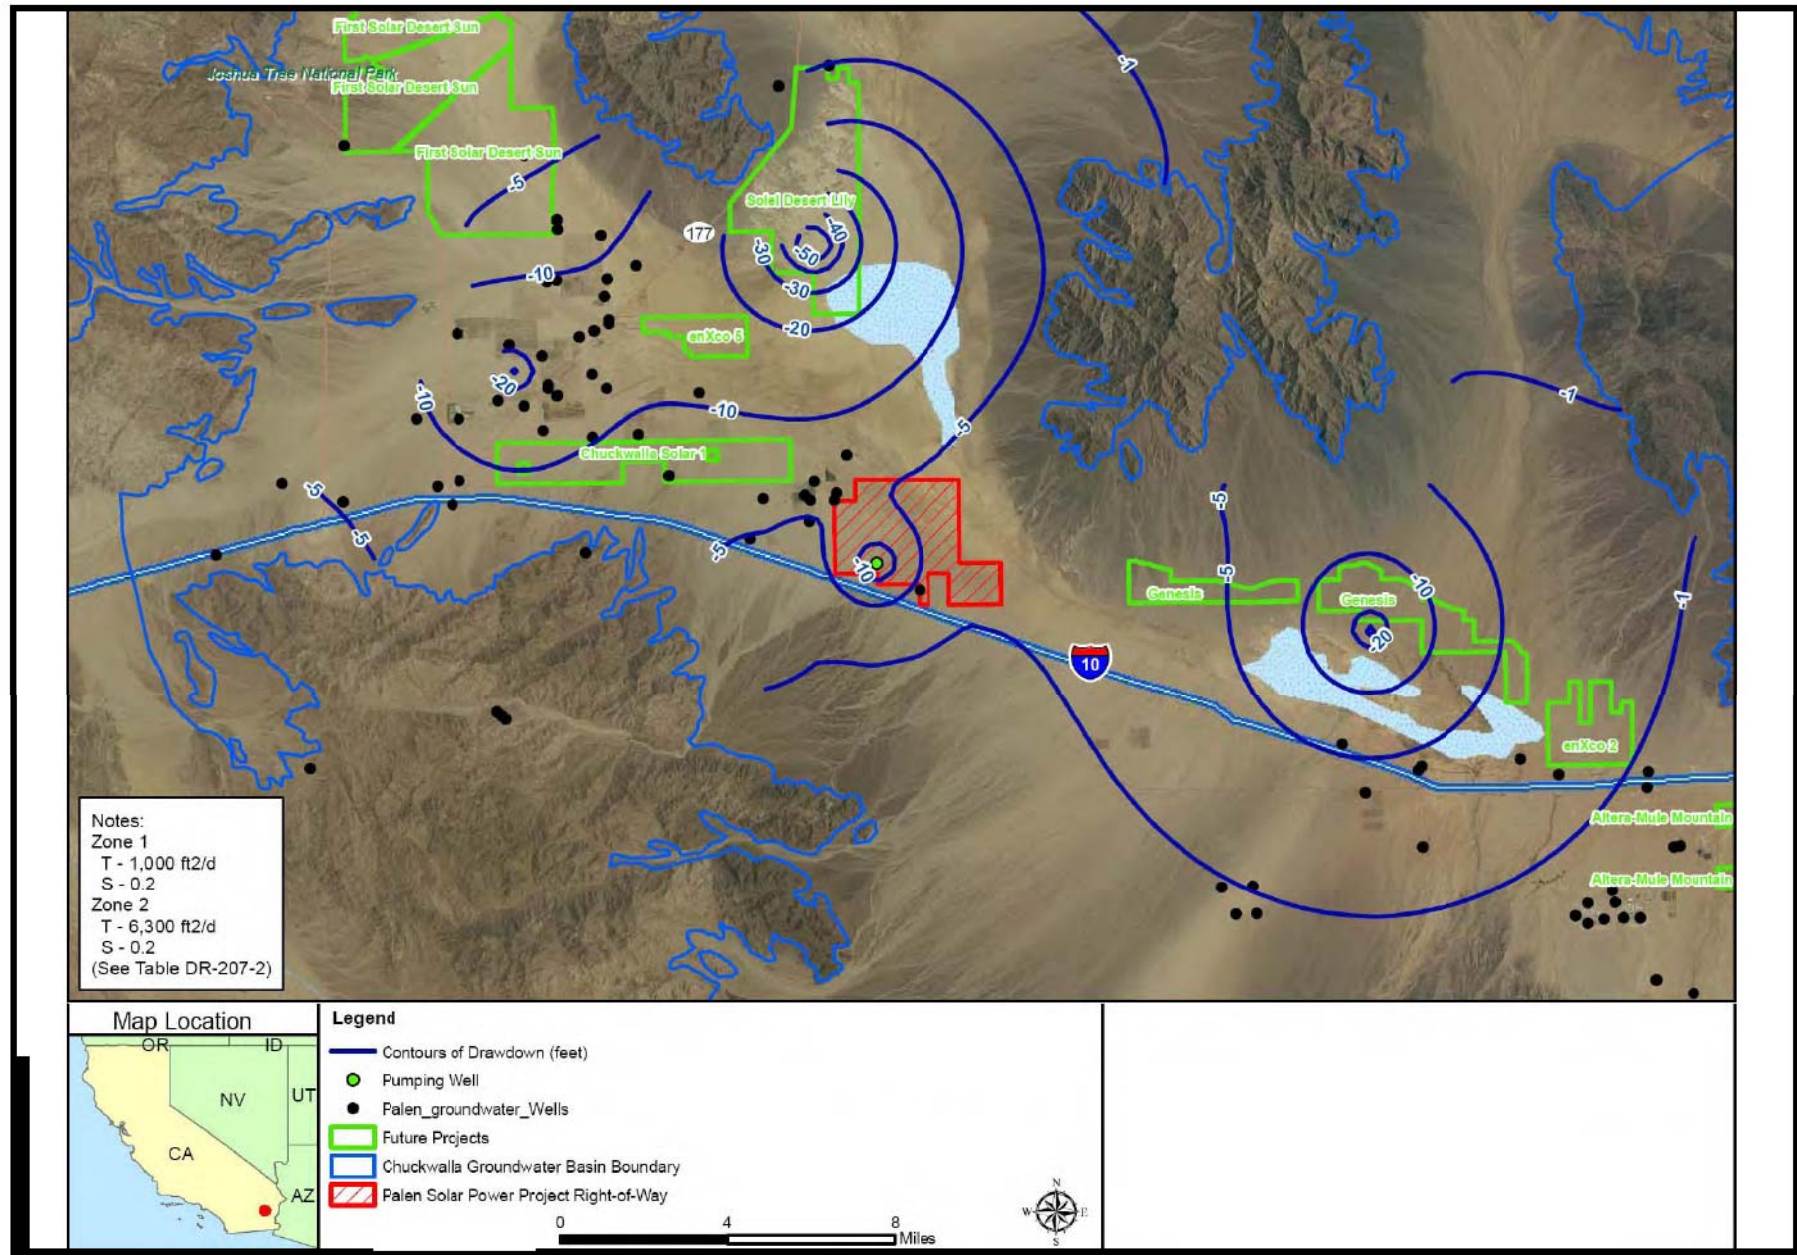 First Solar Desert Sun
Joshua Tree National Park
First Solar Desert Sun
First Solar Desert Sun
-1
-5
Solel Desert Lily
177
-40
-30
-50
-10
-30
-20
enXco 5
-20
-10
-10
-1
-5
Chuckwalla Solar 1
-5
-5
-5
-5
-10
-5
Genesis
Genesis
-10
-1
-20
10
enXco 2
Altera-Mule Mountain
Altera-Mule Mountain
Notes:
Zone 1
T - 1,000 ft2/d
S - 0.2
Zone 2
T - 6,300 ft2/d
S - 0.2
(See Table DR-207-2)
Map Location
OR
ID
NV
UT
CA
AZ
Legend
Contours of Drawdown (feet)
Pumping Well
Palen_groundwater_Wells
Future Projects
Chuckwalla Groundwater Basin Boundary
Palen Solar Power Project Right-of-Way
0 4 8
Miles
N
W E
S